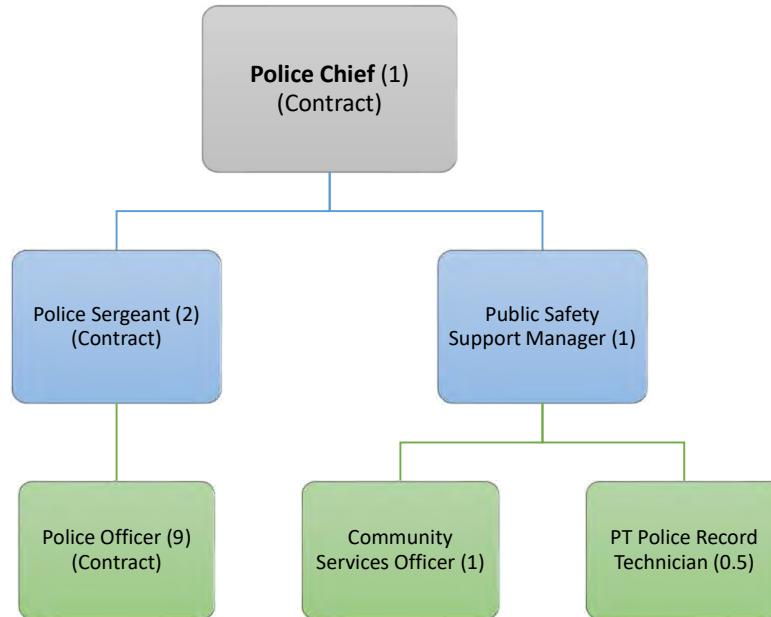 Police Chief (1)
(Contract)
Police Sergeant (2)
(Contract)
Public Safety
Support Manager (1)
Police Officer (9)
(Contract)
Community
Services Officer (1)
PT Police Record
Technician (0.5)